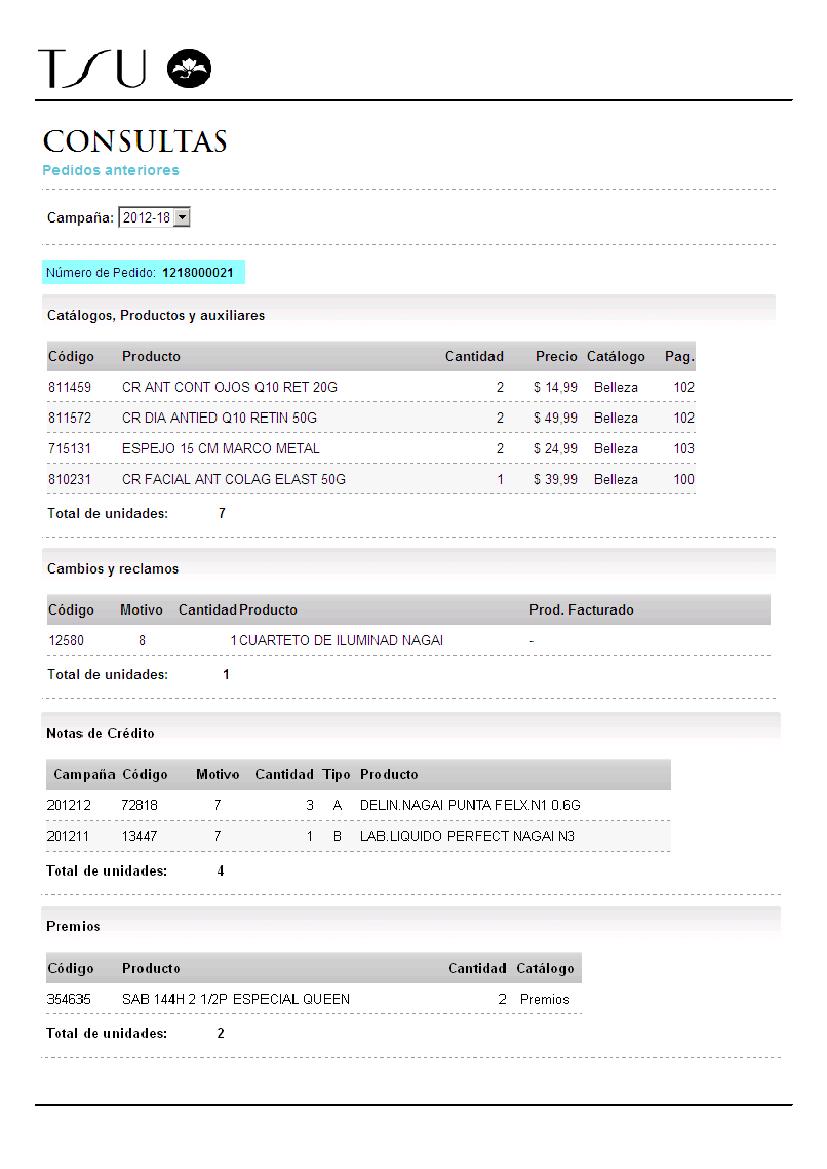 TSU
CONSULTAS
Pedidos anteriores
Campaña: 2012-18
Número de Pedido: 1218000021
Catálogos, Productos y auxiliares
Código Producto Cantidad Precio Catálogo Pag.
811459 CR ANT CONT OJOS Q10 RET 20G 2 $ 14,99 Belleza 102
811572 CR DIA ANTIED Q10 RETIN 50G 2 $ 49,99 Belleza 102
715131 ESPEJO 15 CM MARCO METAL 2 $ 24,99 Belleza 103
810231 CR FACIAL ANT COLAG ELAST 50G 1 $ 39,99 Belleza 100
Total de unidades: 7
Cambios y reclamos
Código Motivo Cantidad Producto Prod. Facturado
12580 8 1 CUARTETO DE ILUMINAD NAGAI -
Total de unidades: 1
Notas de Crédito
Campaña Código Motivo Cantidad Tipo Producto
201212 72818 7 3 A DELIN.NAGAI PUNTA FELX.N1 0.6G
201211 13447 7 1 B LAB.LIQUIDO PERFECT NAGAI N3
Total de unidades: 4
Premios
Código Producto Cantidad Catálogo
354635 SAB 144H 2 1/2P ESPECIAL QUEEN 2 Premios
Total de unidades: 2